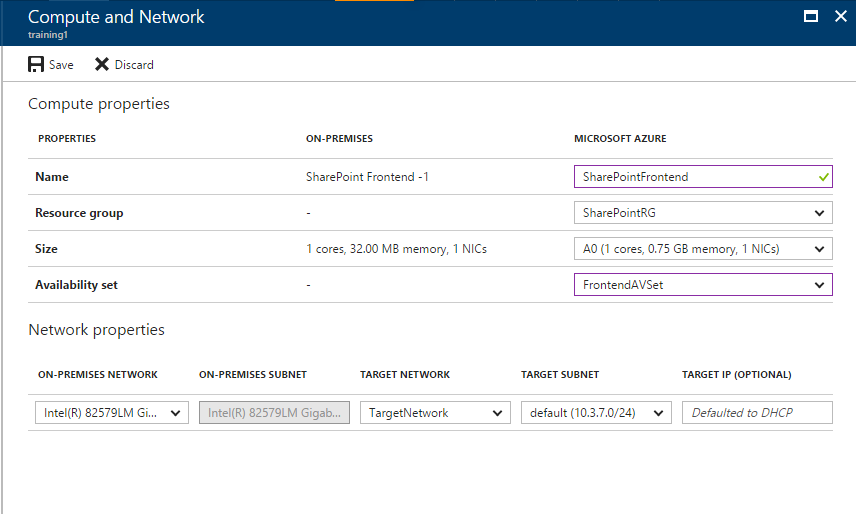 Compute and Network
training1
Save Discard
Compute properties
PROPERTIES ON-PREMISES MICROSOFT AZURE
Name SharePoint Frontend -1 SharePointFrontend
Resource group - SharePointRG
Size 1 cores, 32.00 MB memory, 1 NICs A0 (1 cores, 0.75 GB memory, 1 NICs)
Availability set - FrontendAVSet
Network properties
ON-PREMISES NETWORK ON-PREMISES SUBNET TARGET NETWORK TARGET SUBNET TARGET IP (OPTIONAL)
Intel(R) 82579LM Gi... Intel(R) 82579LM Gigab... TargetNetwork default (10.3.7.0/24) Defaulted to DHCP